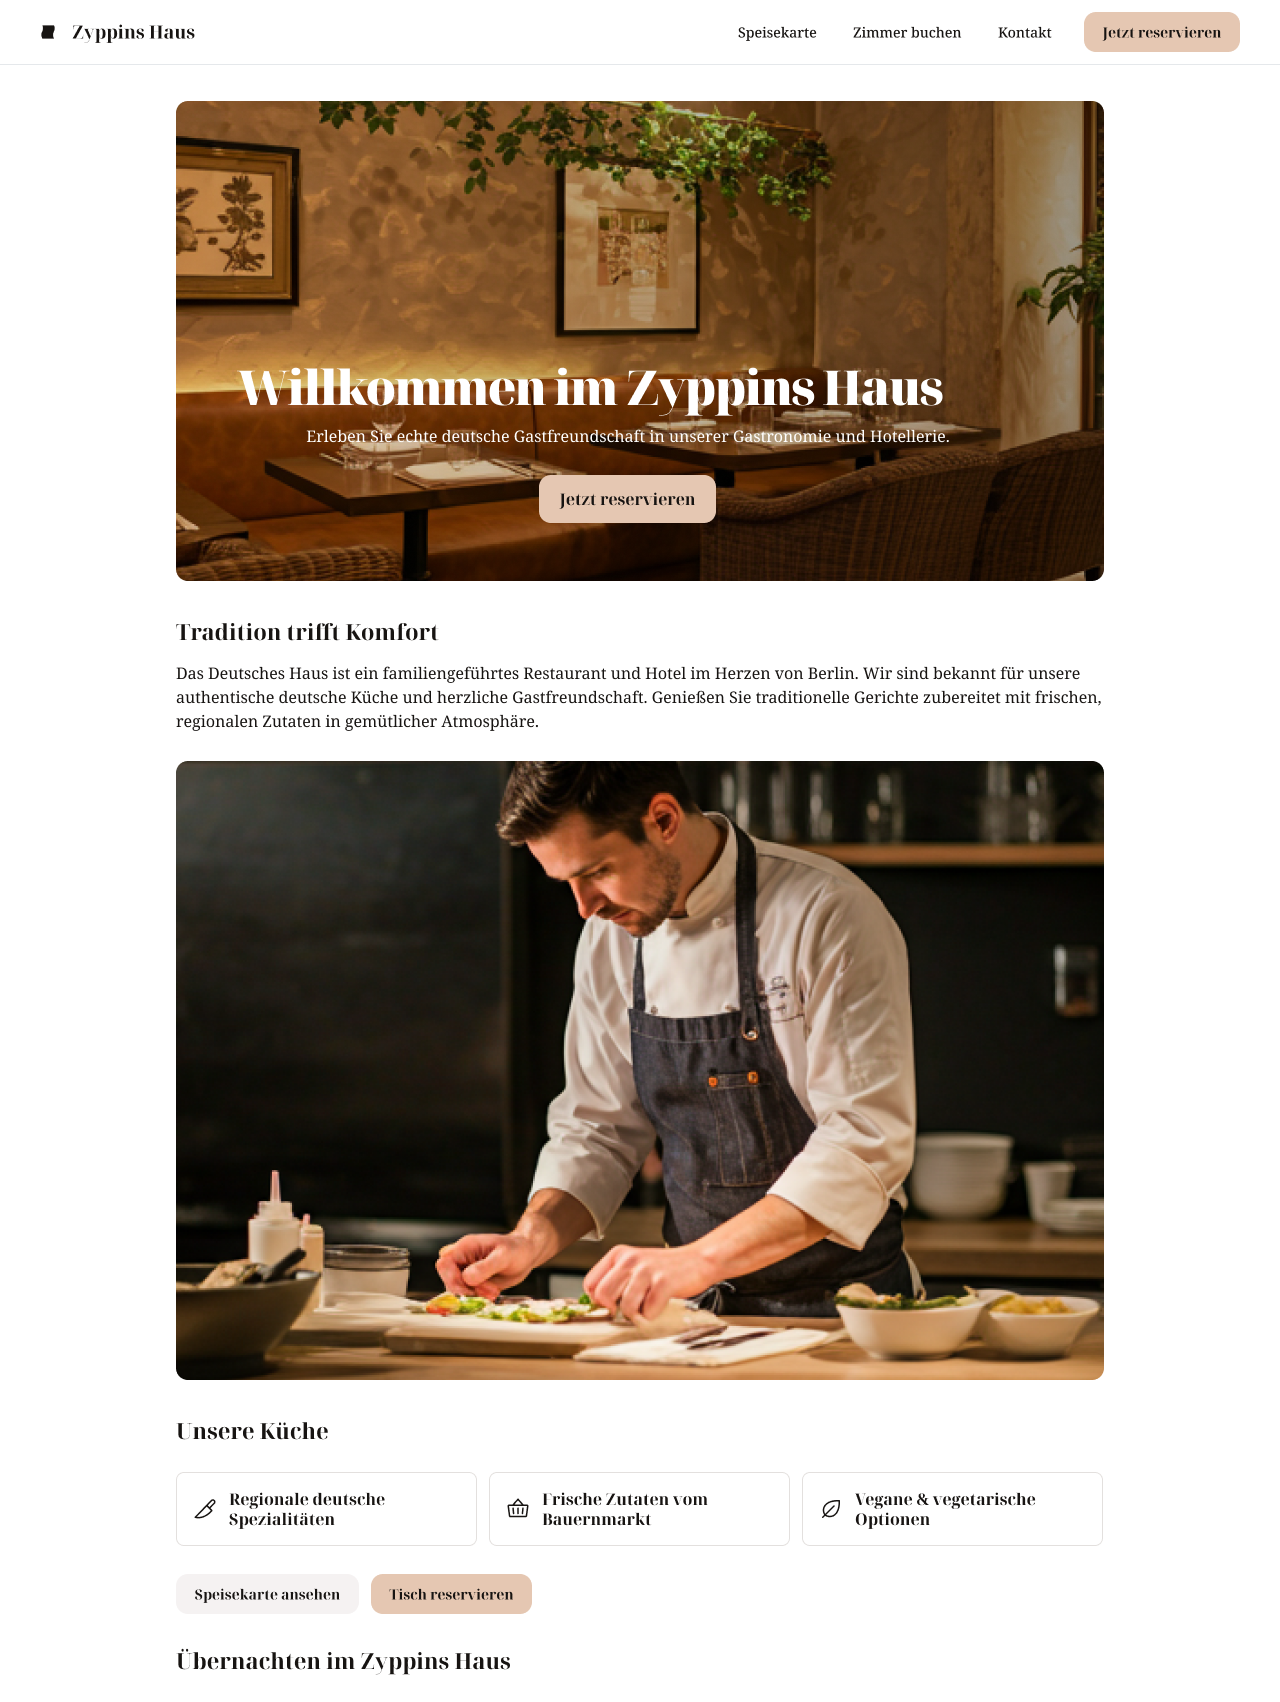 Zyppins Haus
Speisekarte
Zimmer buchen
Kontakt
Jetzt reservieren
Willkommen im Zyppins Haus
Erleben Sie echte deutsche Gastfreundschaft in unserer Gastronomie und Hotellerie.
Jetzt reservieren
Tradition trifft Komfort
Das Deutsches Haus ist ein familiengeführtes Restaurant und Hotel im Herzen von Berlin. Wir sind bekannt für unsere
authentische deutsche Küche und herzliche Gastfreundschaft. Genießen Sie traditionelle Gerichte zubereitet mit frischen,
regionalen Zutaten in gemütlicher Atmosphäre.
Unsere Küche
Regionale deutsche
Spezialitäten
Frische Zutaten vom
Bauernmarkt
Vegane & vegetarische
Optionen
Speisekarte ansehen
Tisch reservieren
Übernachten im Zyppins Haus